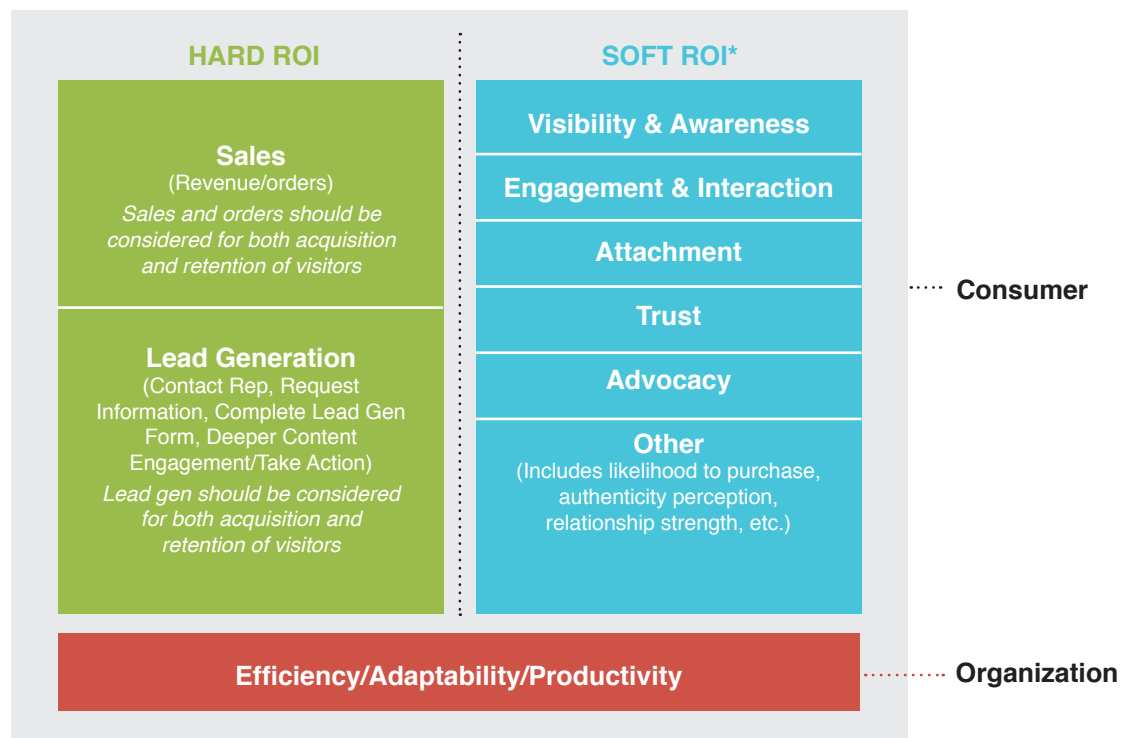 HARD ROI
Sales
(Revenue/orders)
Sales and orders should be
considered for both acquisition
and retention of visitors
Lead Generation
(Contact Rep, Request
Information, Complete Lead Gen
Form, Deeper Content
Engagement/Take Action)
Lead gen should be considered
for both acquisition and
retention of visitors
SOFT ROI*
Visibility & Awareness
Engagement & Interaction
Attachment
Trust
Advocacy
Other
(Includes likelihood to purchase,
authenticity perception,
relationship strength, etc.)
Consumer
Efficiency/Adaptability/Productivity
Organization